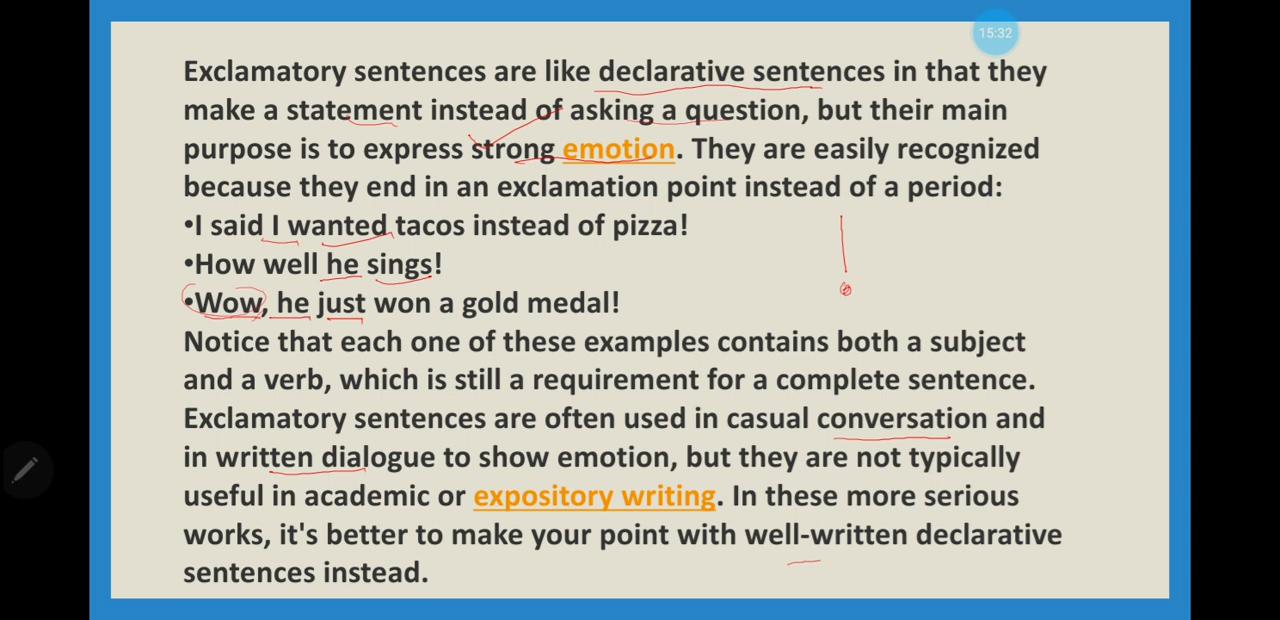 15:32
Exclamatory sentences are like declarative sentences in that they
make a statement instead of asking a question, but their main
purpose is to express strong emotion. They are easily recognized
because they end in an exclamation point instead of a period:
•I said I wanted tacos instead of pizza!
•How well he sings!
•Wow, he just won a gold medal!
Notice that each one of these examples contains both a subject
and a verb, which is still a requirement for a complete sentence.
Exclamatory sentences are often used in casual conversation and
in written dialogue to show emotion, but they are not typically
useful in academic or expository writing. In these more serious
works, it's better to make your point with well-written declarative
sentences instead.